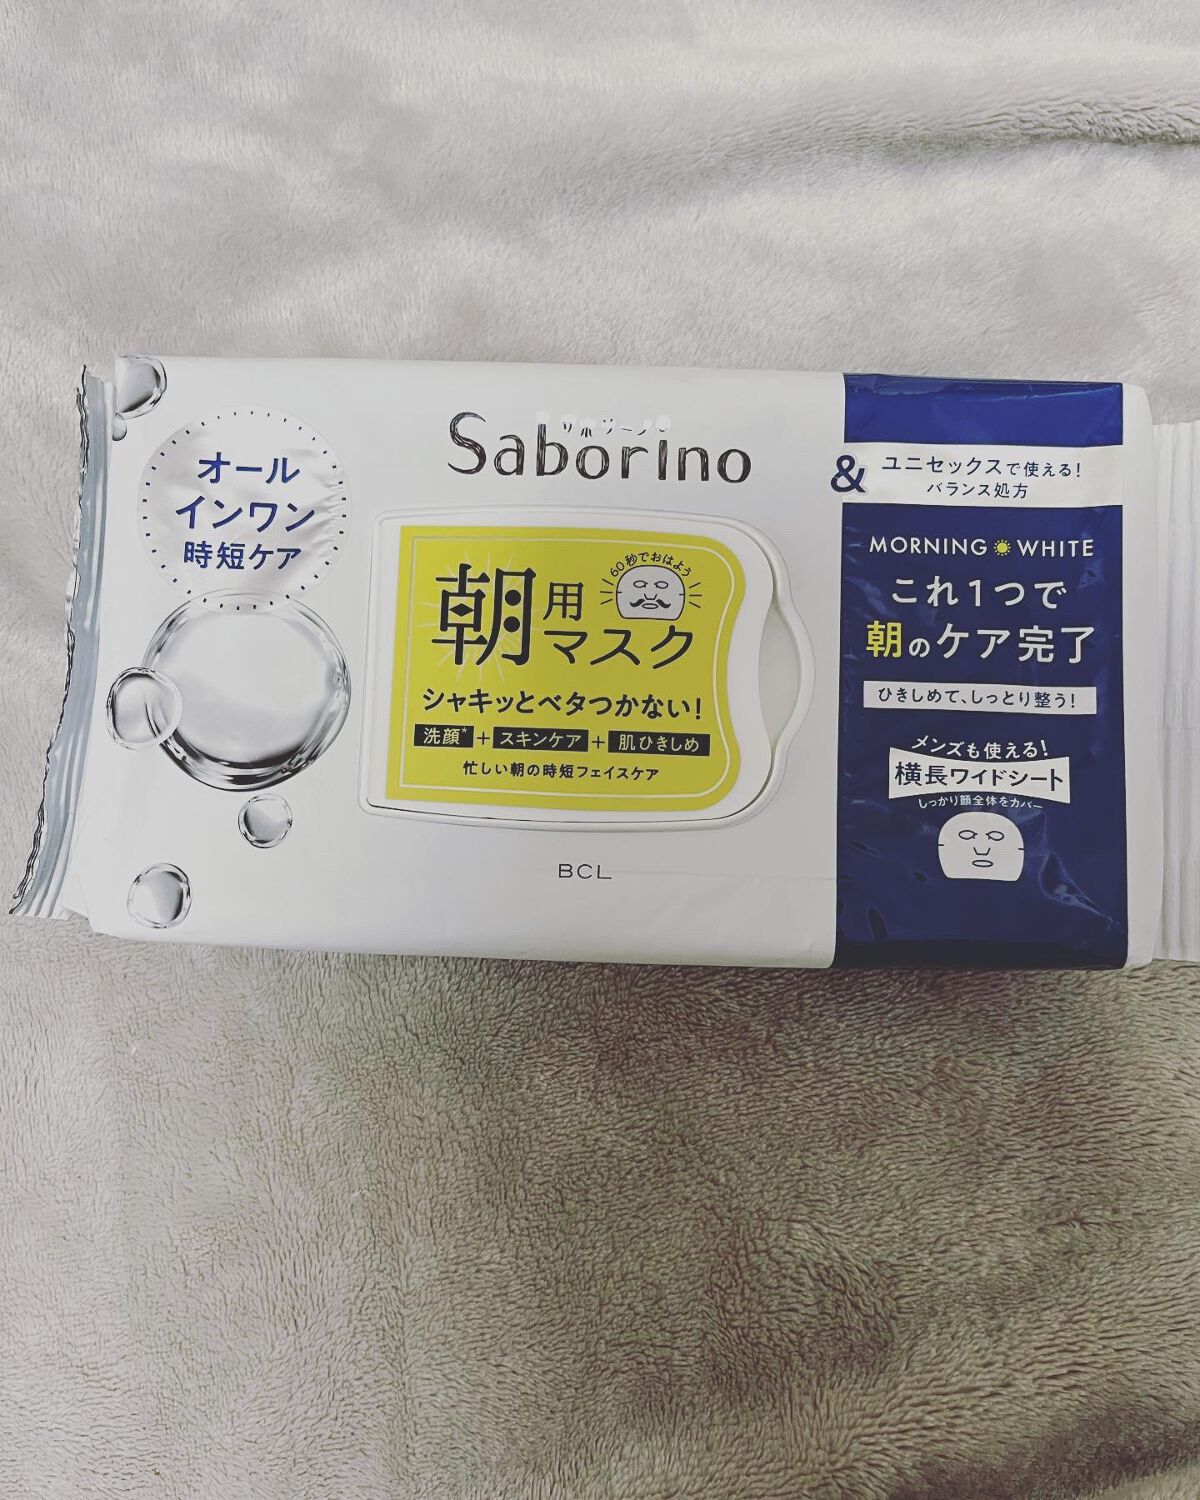 オール
インワン
時短ケア
サボリーノ
Saborino
60秒でおはよう
朝用
マスク
シャキッとベタつかない!
洗顔*+スキンケア+肌ひきしめ
忙しい朝の時短フェイスケア
BCL
&
ユニセックスで使える!
バランス処方
MORNING WHITE
これ1つで
朝のケア完了
ひきしめて、しっとり整う!
メンズも使える!
横長ワイドシート
しっかり顔全体をカバー